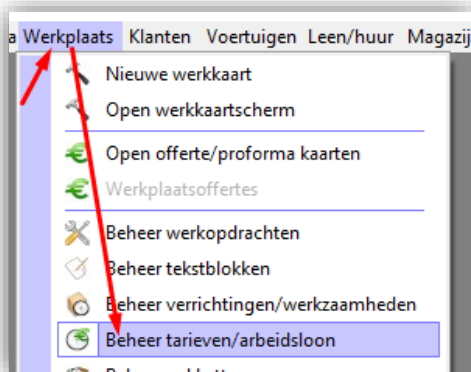 Werkplaats Klanten Voertuigen Leen/huur
Nieuwe werkkaart
Open werkkaartscherm
Open offerte/proforma kaarten
Werkplaatsoffertes
Beheer werkopdrachten
Beheer tekstblokken
Beheer verrichtingen/werkzaamheden
Beheer tarieven/arbeidsloon